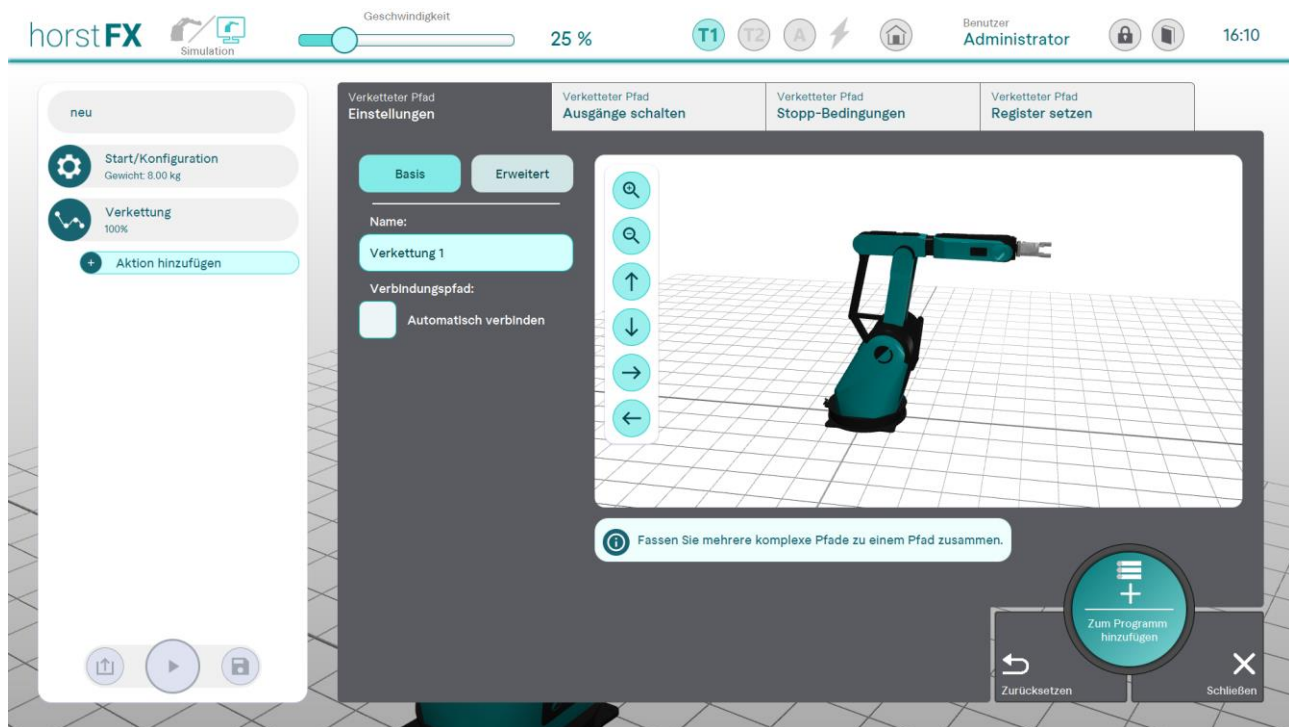 horstFX
Simulation
Geschwindigkeit
25 %
T1
T2
A
Benutzer
Administrator
16:10
neu
Start/Konfiguration
Gewicht: 8.00 kg
Verkettung
100%
Aktion hinzufügen
Verketteter Pfad
Einstellungen
Verketteter Pfad
Ausgänge schalten
Verketteter Pfad
Stopp-Bedingungen
Verketteter Pfad
Register setzen
Basis
Erweitert
Name:
Verkettung 1
Verbindungspfad:
Automatisch verbinden
Fassen Sie mehrere komplexe Pfade zu einem Pfad zusammen.
Zum Programm
hinzufügen
Zurücksetzen
Schließen